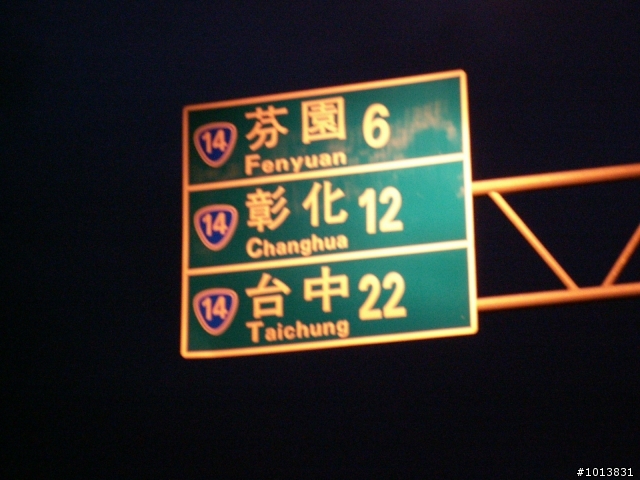 14 芬園 6
Fenyuan
14 彰化 12
Changhua
14 台中 22
Taichung
#1013831